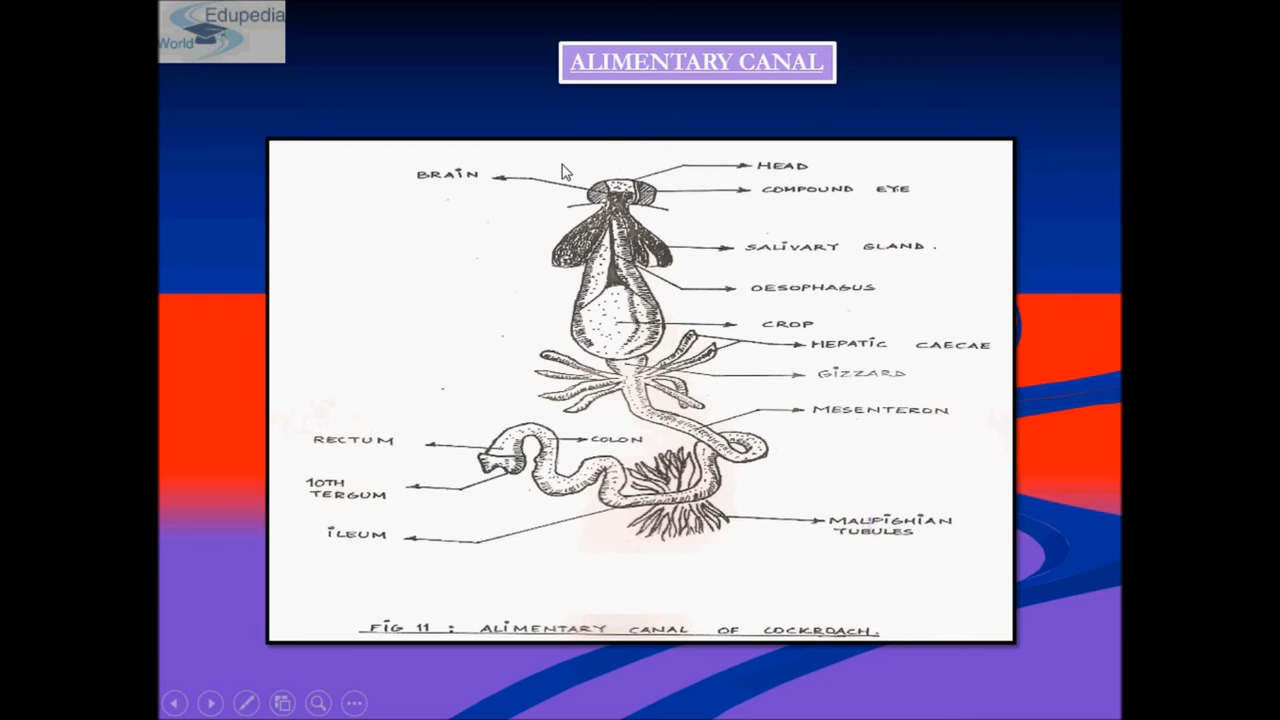 Edupedia
World
ALIMENTARY CANAL
BRAIN
HEAD
COMPOUND EYE
SALIVARY GLAND.
OESOPHAGUS
CROP
HEPATIC CAECAE
GIZZARD
MESENTERON
RECTUM
COLON
10TH
TERGUM
ILEUM
MALPIGHIAN
TUBULES
FIG 11 : ALIMENTARY CANAL OF COCKROACH.